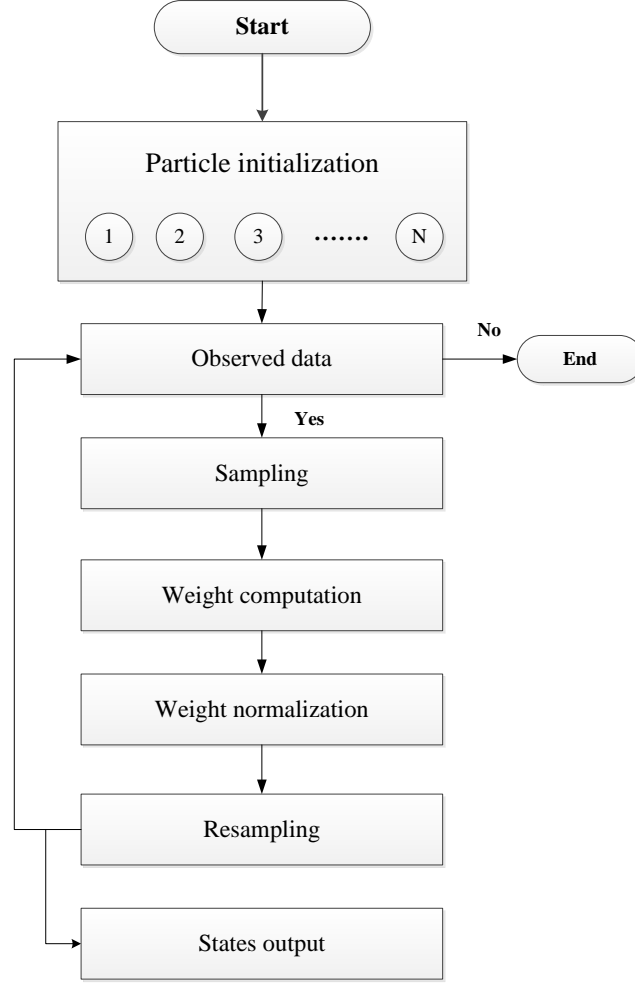 Start
Particle initialization
1 2 3 ....... N
Observed data
No
End
Yes
Sampling
Weight computation
Weight normalization
Resampling
States output